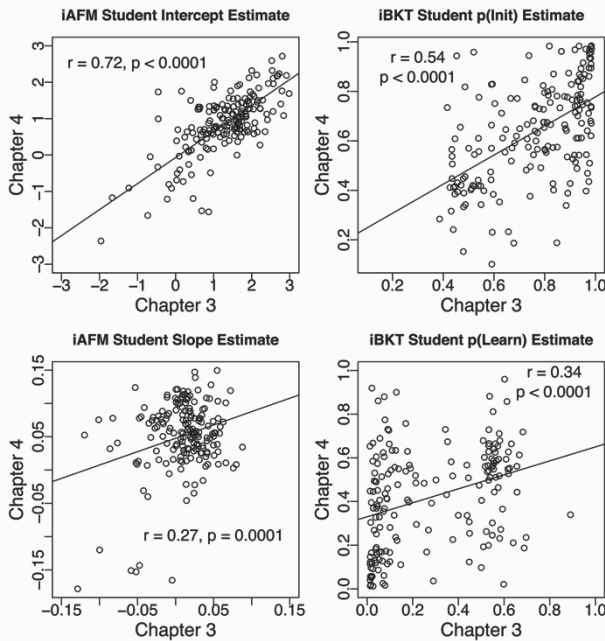 iAFM Student Intercept Estimate
r = 0.72, p < 0.0001
3
2
1
0
−1
−2
−3
Chapter 4
−3 −2 −1 0 1 2 3
Chapter 3
iBKT Student p(Init) Estimate
r = 0.54
p < 0.0001
1.0
0.8
0.6
0.4
0.2
Chapter 4
0.2 0.4 0.6 0.8 1.0
Chapter 3
iAFM Student Slope Estimate
0.15
0.05
−0.05
−0.15
Chapter 4
r = 0.27, p = 0.0001
−0.15 −0.05 0.05 0.15
Chapter 3
iBKT Student p(Learn) Estimate
r = 0.34
p < 0.0001
1.0
0.8
0.6
0.4
0.2
0.0
Chapter 4
0.0 0.2 0.4 0.6 0.8 1.0
Chapter 3